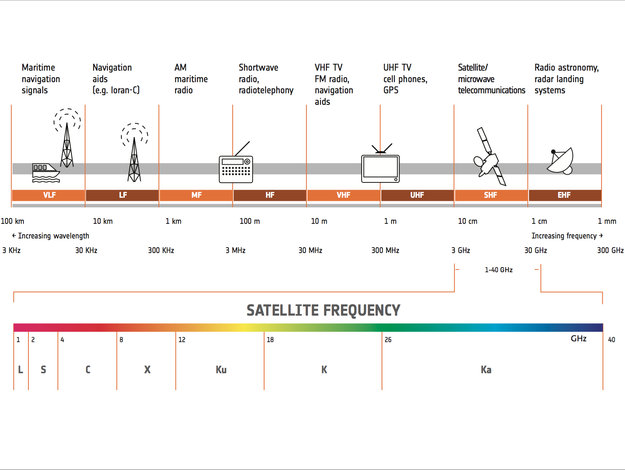 Maritime
navigation
signals
Navigation
aids
(e.g. loran-C)
AM
maritime
radio
Shortwave
radio,
radiotelephony
VHF TV
FM radio,
navigation
aids
UHF TV
cell phones,
GPS
Satellite/
microwave
telecommunications
Radio astronomy,
radar landing
systems
VLF LF MF HF VHF UHF SHF EHF
100 km 10 km 1 km 100 m 10 m 1 m 10 cm 1 cm 1 mm
← Increasing wavelength Increasing frequency →
3 KHz 30 KHz 300 KHz 3 MHz 30 MHz 300 MHz 3 GHz 30 GHz 300 GHz
1-40 GHz
SATELLITE FREQUENCY
1 2 4 8 12 18 26 GHz 40
L S C X Ku K Ka